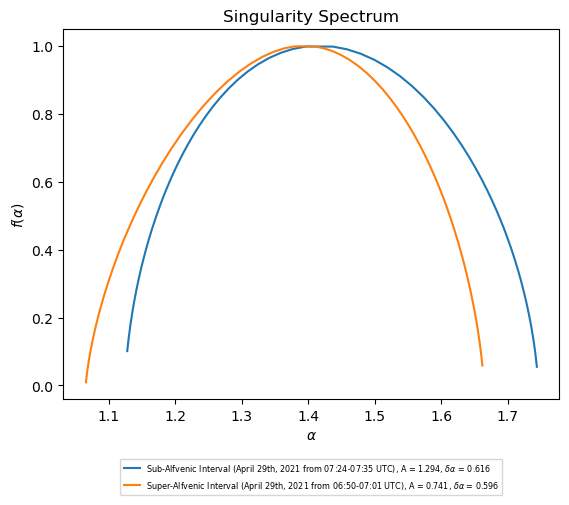 Singularity Spectrum
1.0
0.8
0.6
0.4
0.2
0.0
f(α)
1.1 1.2 1.3 1.4 1.5 1.6 1.7
α
Sub-Alfvenic Interval (April 29th, 2021 from 07:24-07:35 UTC), A = 1.294, δα = 0.616
Super-Alfvenic Interval (April 29th, 2021 from 06:50-07:01 UTC), A = 0.741, δα = 0.596